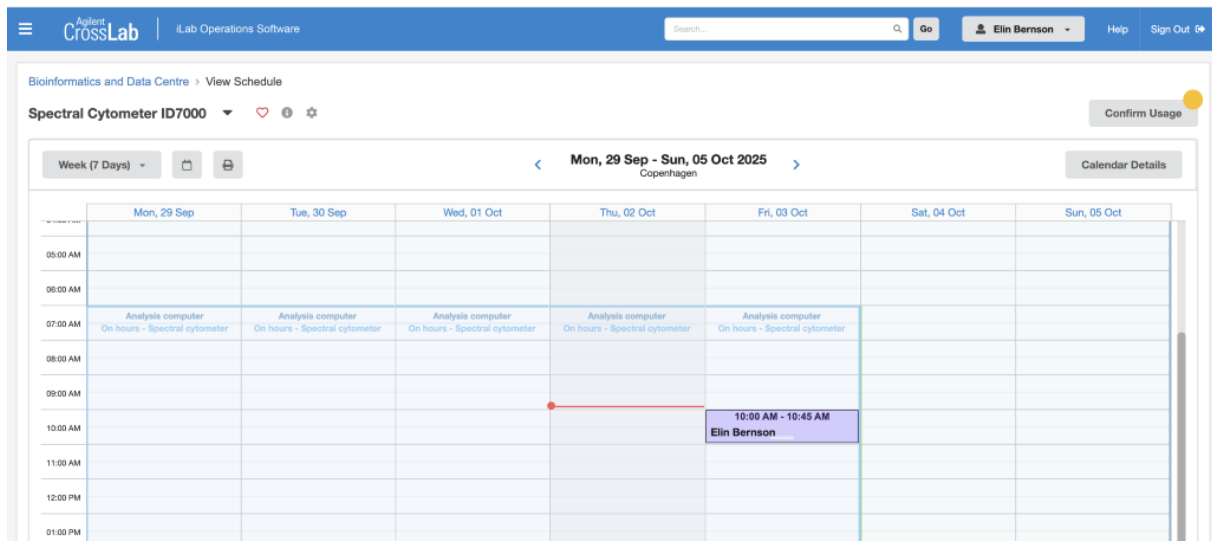 Agilent
CrossLab
iLab Operations Software
Search...
Go
Elin Bernson
Help
Sign Out
Bioinformatics and Data Centre > View Schedule
Spectral Cytometer ID7000
Confirm Usage
Week (7 Days)
Mon, 29 Sep - Sun, 05 Oct 2025
Copenhagen
Calendar Details
Mon, 29 Sep
Tue, 30 Sep
Wed, 01 Oct
Thu, 02 Oct
Fri, 03 Oct
Sat, 04 Oct
Sun, 05 Oct
05:00 AM
06:00 AM
07:00 AM
Analysis computer
On hours - Spectral cytometer
Analysis computer
On hours - Spectral cytometer
Analysis computer
On hours - Spectral cytometer
Analysis computer
On hours - Spectral cytometer
Analysis computer
On hours - Spectral cytometer
08:00 AM
09:00 AM
10:00 AM
10:00 AM - 10:45 AM
Elin Bernson
11:00 AM
12:00 PM
01:00 PM